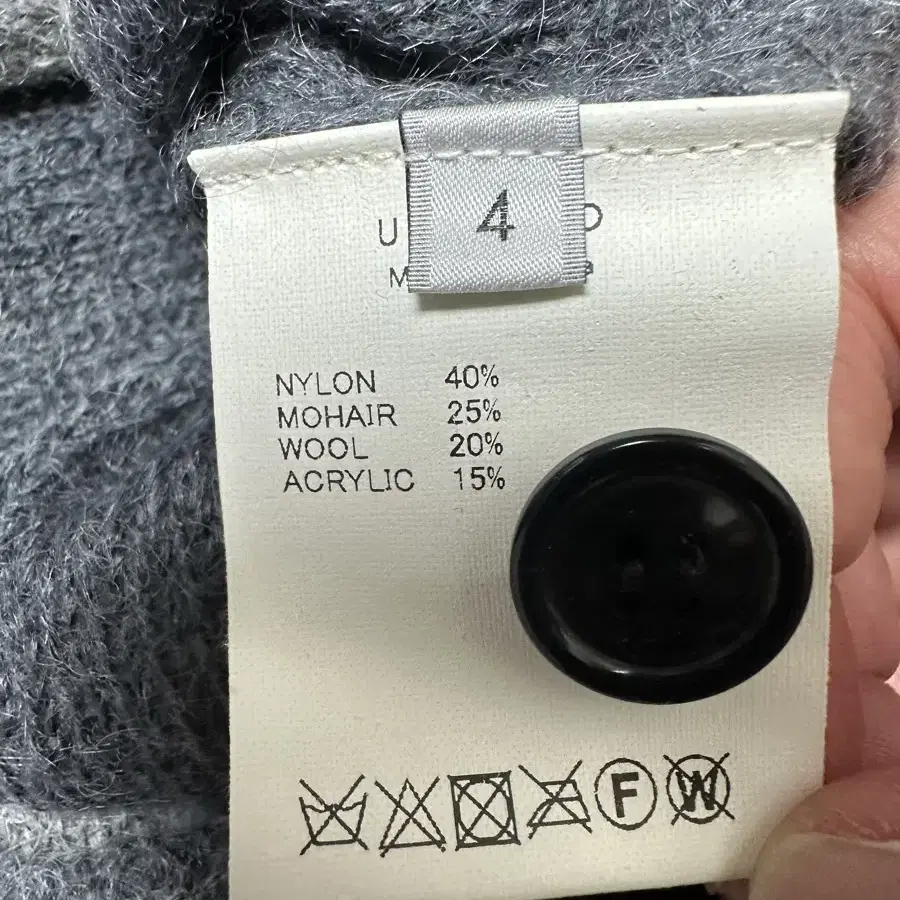 4
NYLON 40%
MOHAIR 25%
WOOL 20%
ACRYLIC 15%
F W